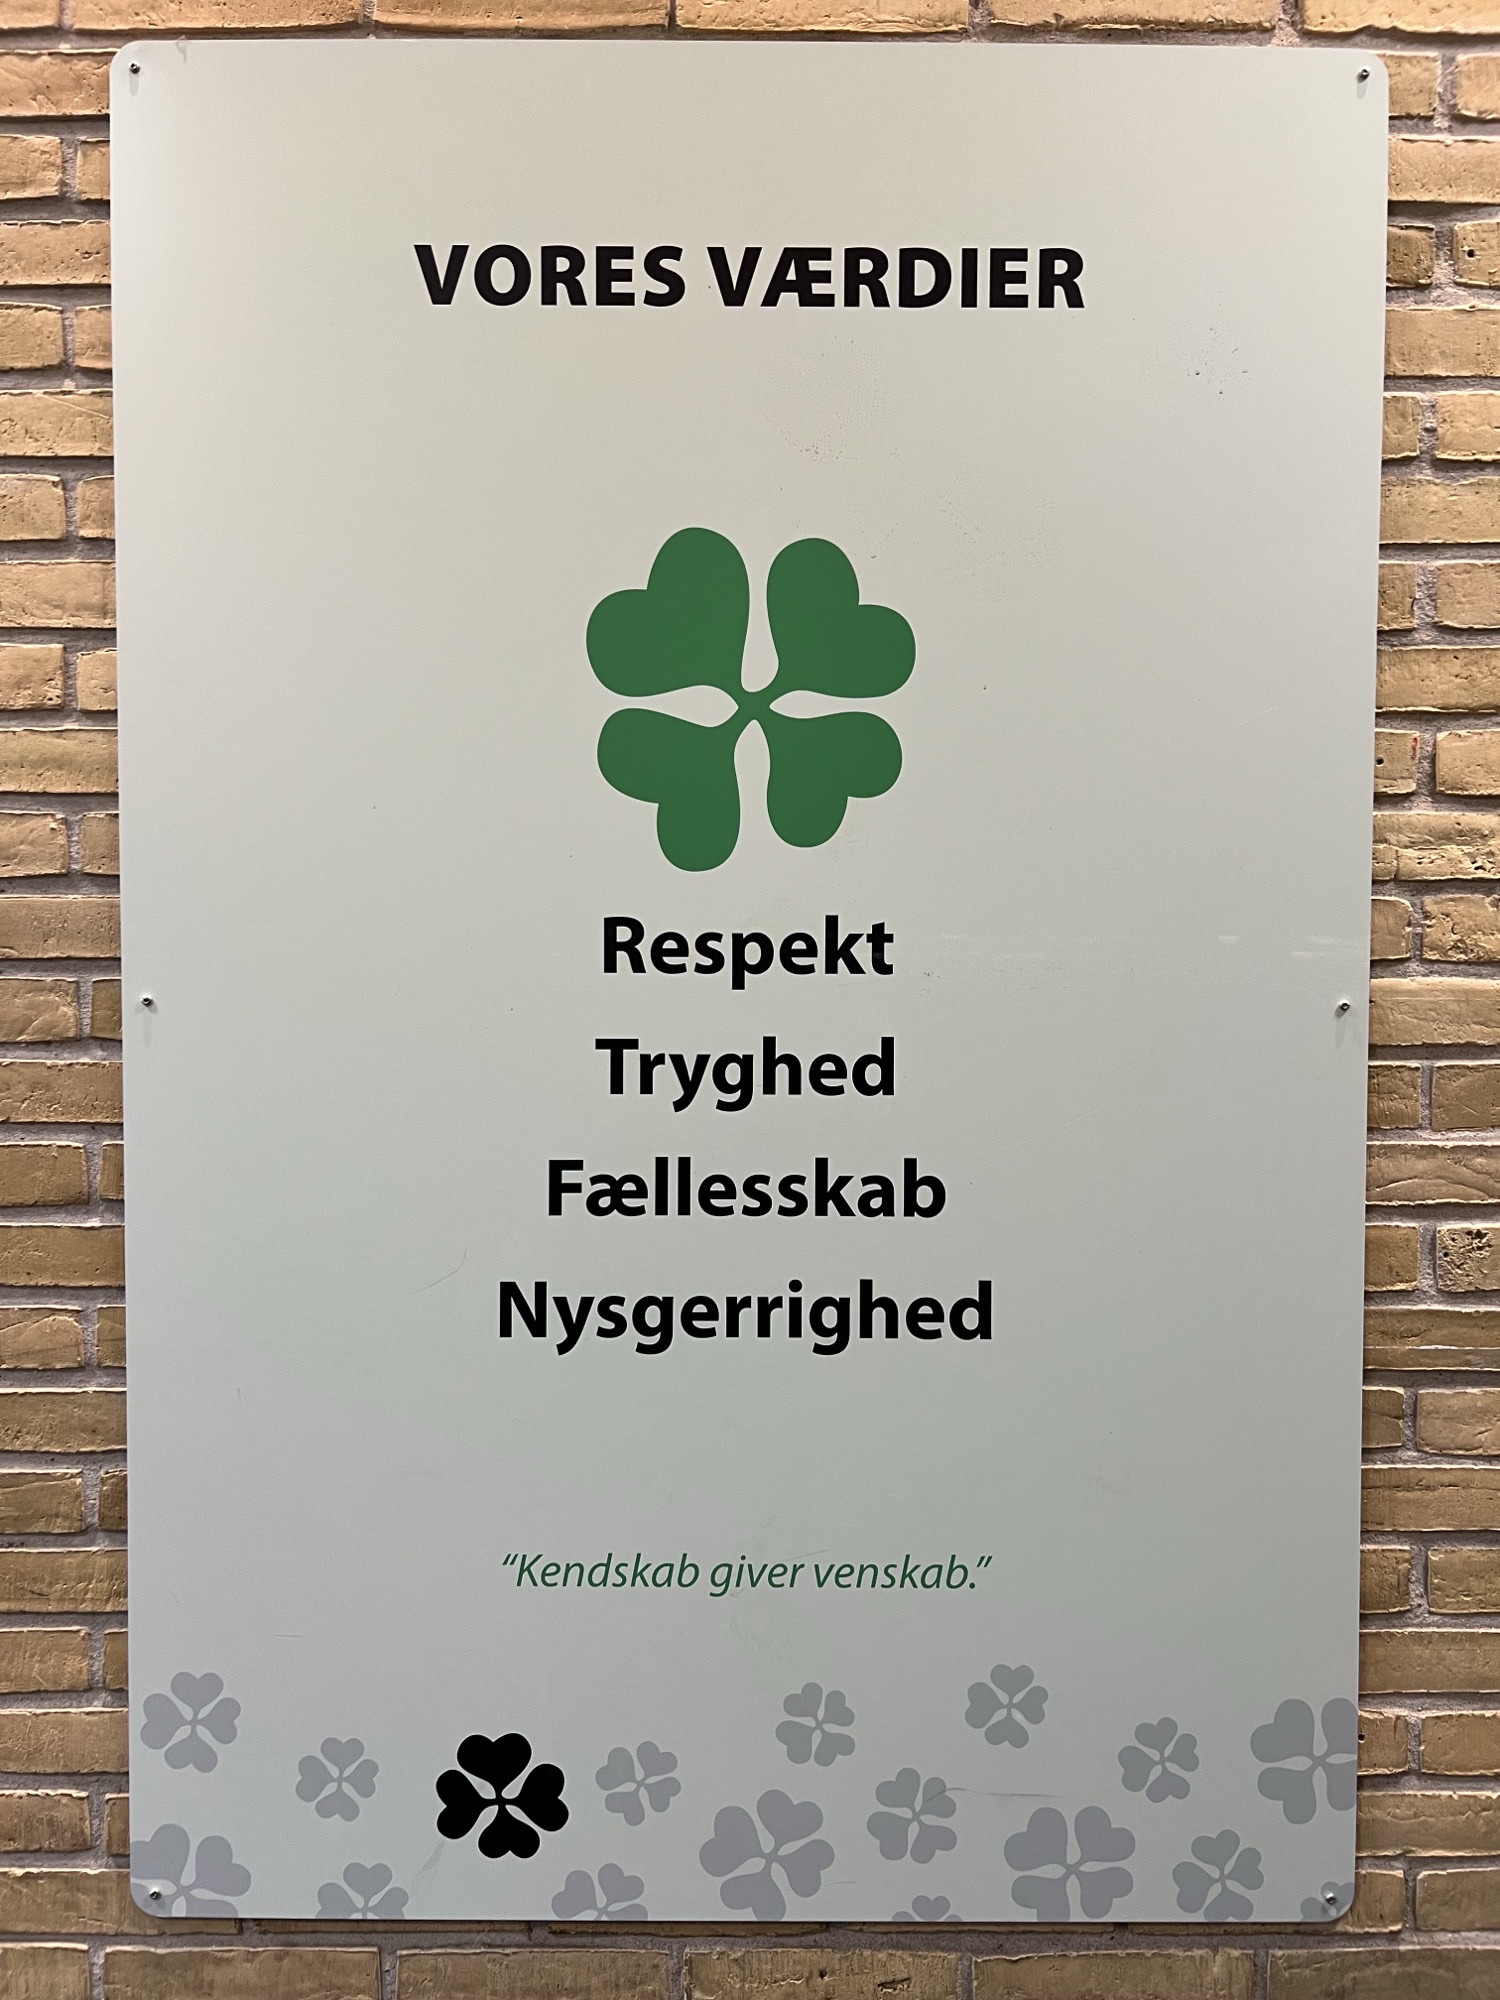 VORES VÆRDIER
Respekt
Tryghed
Fællesskab
Nysgerrighed
“Kendskab giver venskab.”